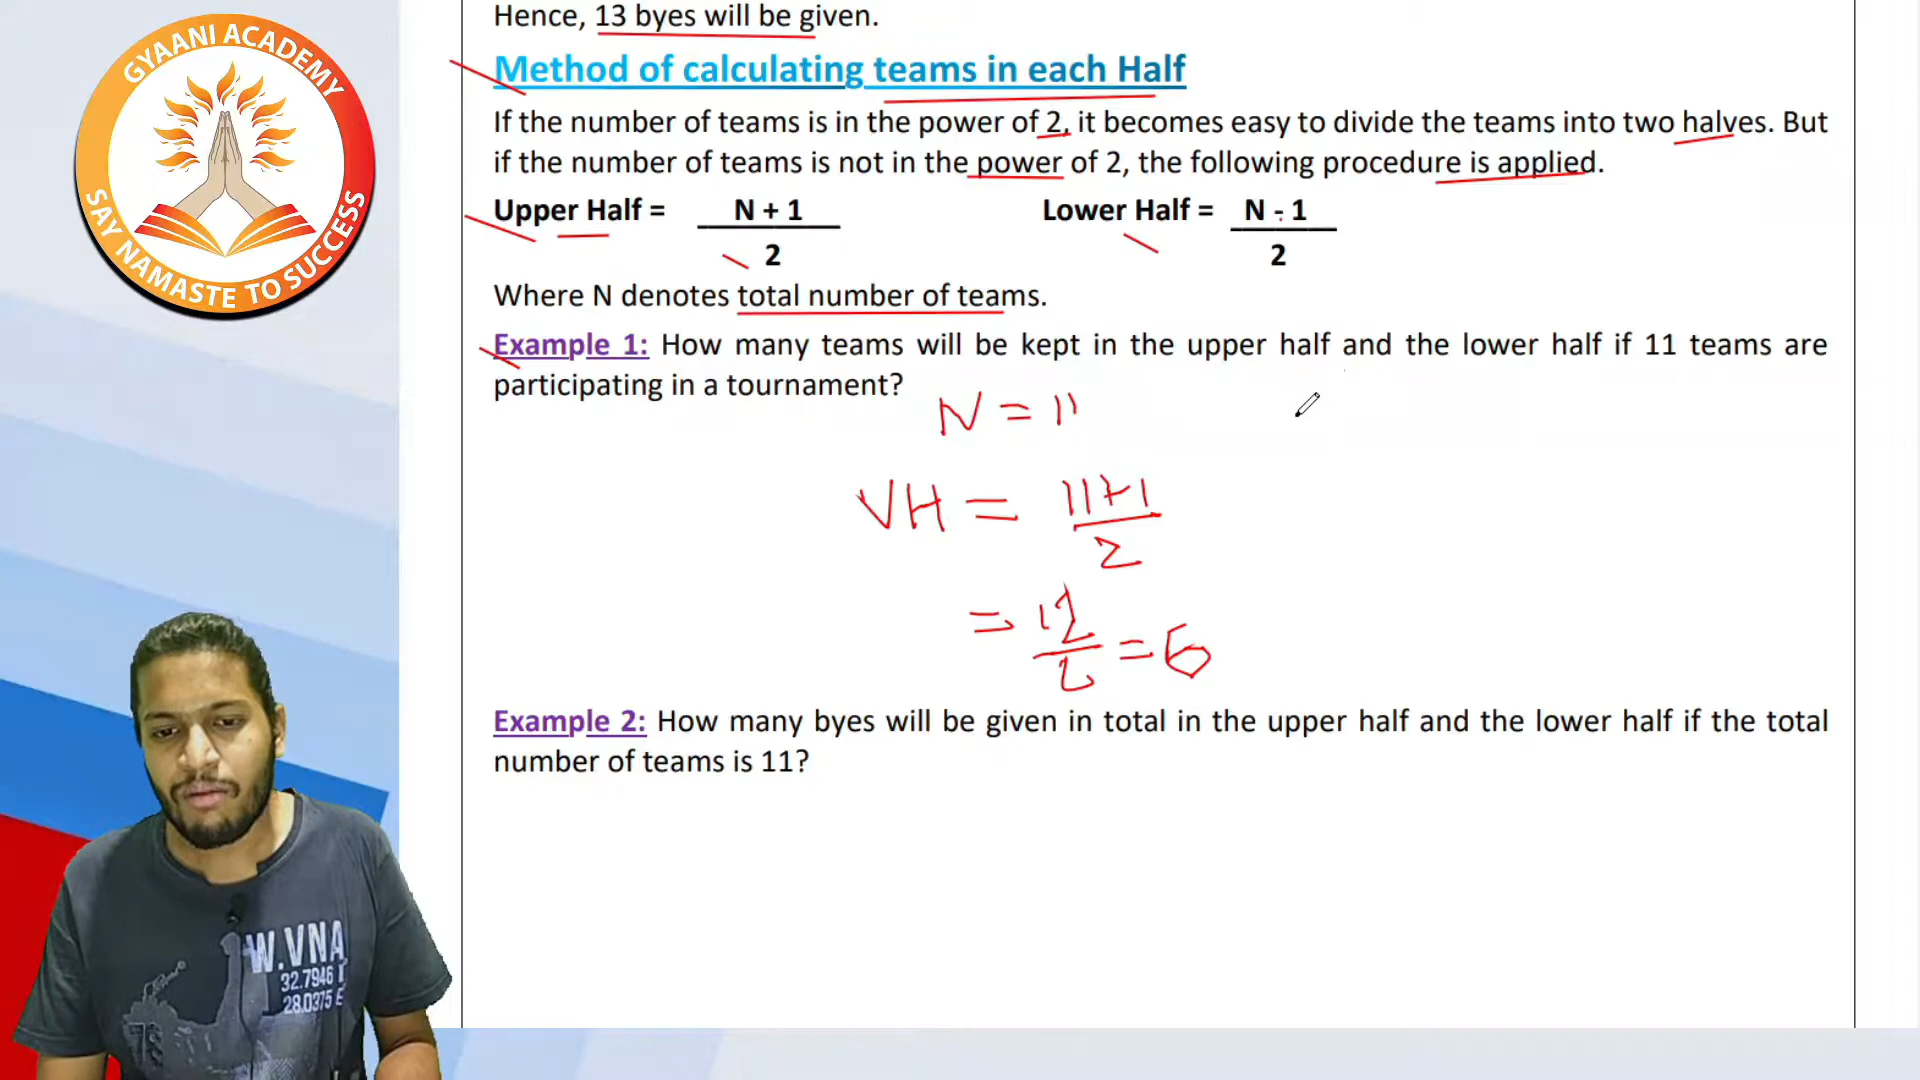 GYAANI ACADEMY
SAY NAMASTE TO SUCCESS
Hence, 13 byes will be given.
Method of calculating teams in each Half
If the number of teams is in the power of 2, it becomes easy to divide the teams into two halves. But
if the number of teams is not in the power of 2, the following procedure is applied.
Upper Half = N + 1 Lower Half = N - 1
2 2
Where N denotes total number of teams.
Example 1: How many teams will be kept in the upper half and the lower half if 11 teams are
participating in a tournament?
N = 11
UH = 11+1
2
= 12
2 = 6
Example 2: How many byes will be given in total in the upper half and the lower half if the total
number of teams is 11?
W.VNA
32.7946 T
28.0375 E